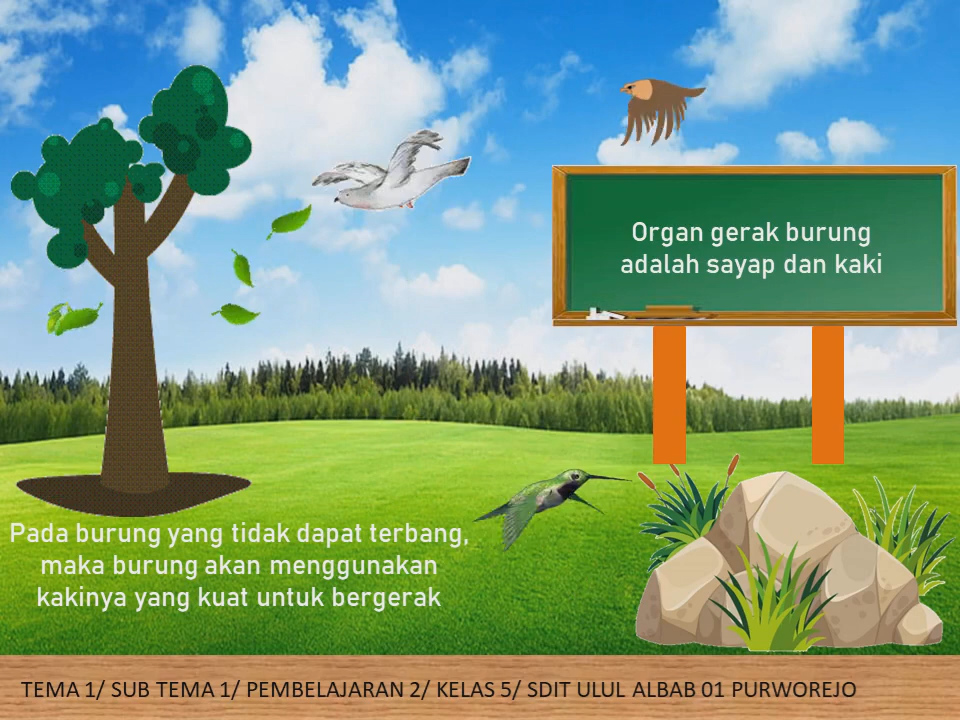 Organ gerak burung
adalah sayap dan kaki
Pada burung yang tidak dapat terbang,
maka burung akan menggunakan
kakinya yang kuat untuk bergerak
TEMA 1/ SUB TEMA 1/ PEMBELAJARAN 2/ KELAS 5/ SDIT ULUL ALBAB 01 PURWOREJO